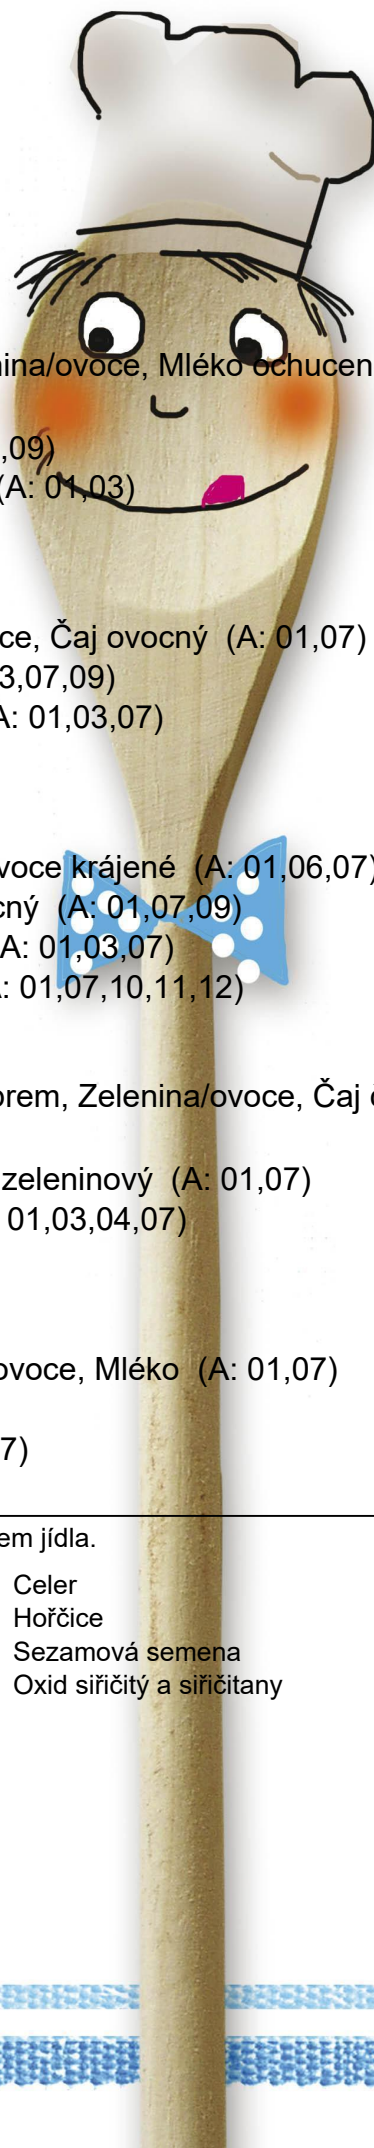 nina/ovoce, Mléko ochucen
,09)
(A: 01,03)
ce, Čaj ovocný (A: 01,07)
3,07,09)
A: 01,03,07)
voce krájené (A: 01,06,07)
cný (A: 01,07,09)
A: 01,03,07)
: 01,07,10,11,12)
orem, Zelenina/ovoce, Čaj
zeleninový (A: 01,07)
01,03,04,07)
ovoce, Mléko (A: 01,07)
7)
em jídla.
Celer
Hořčice
Sezamová semena
Oxid siřičitý a siřičitany